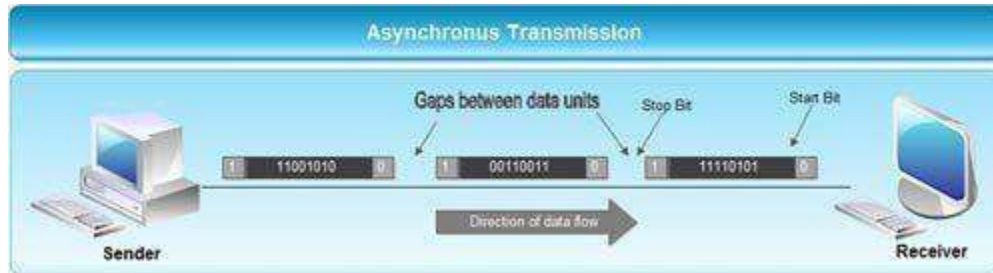 Asynchronus Transmission
Gaps between data units
Stop Bit
Start Bit
1 11001010 0
1 00110011 0
1 11110101 0
Direction of data flow
Sender
Receiver